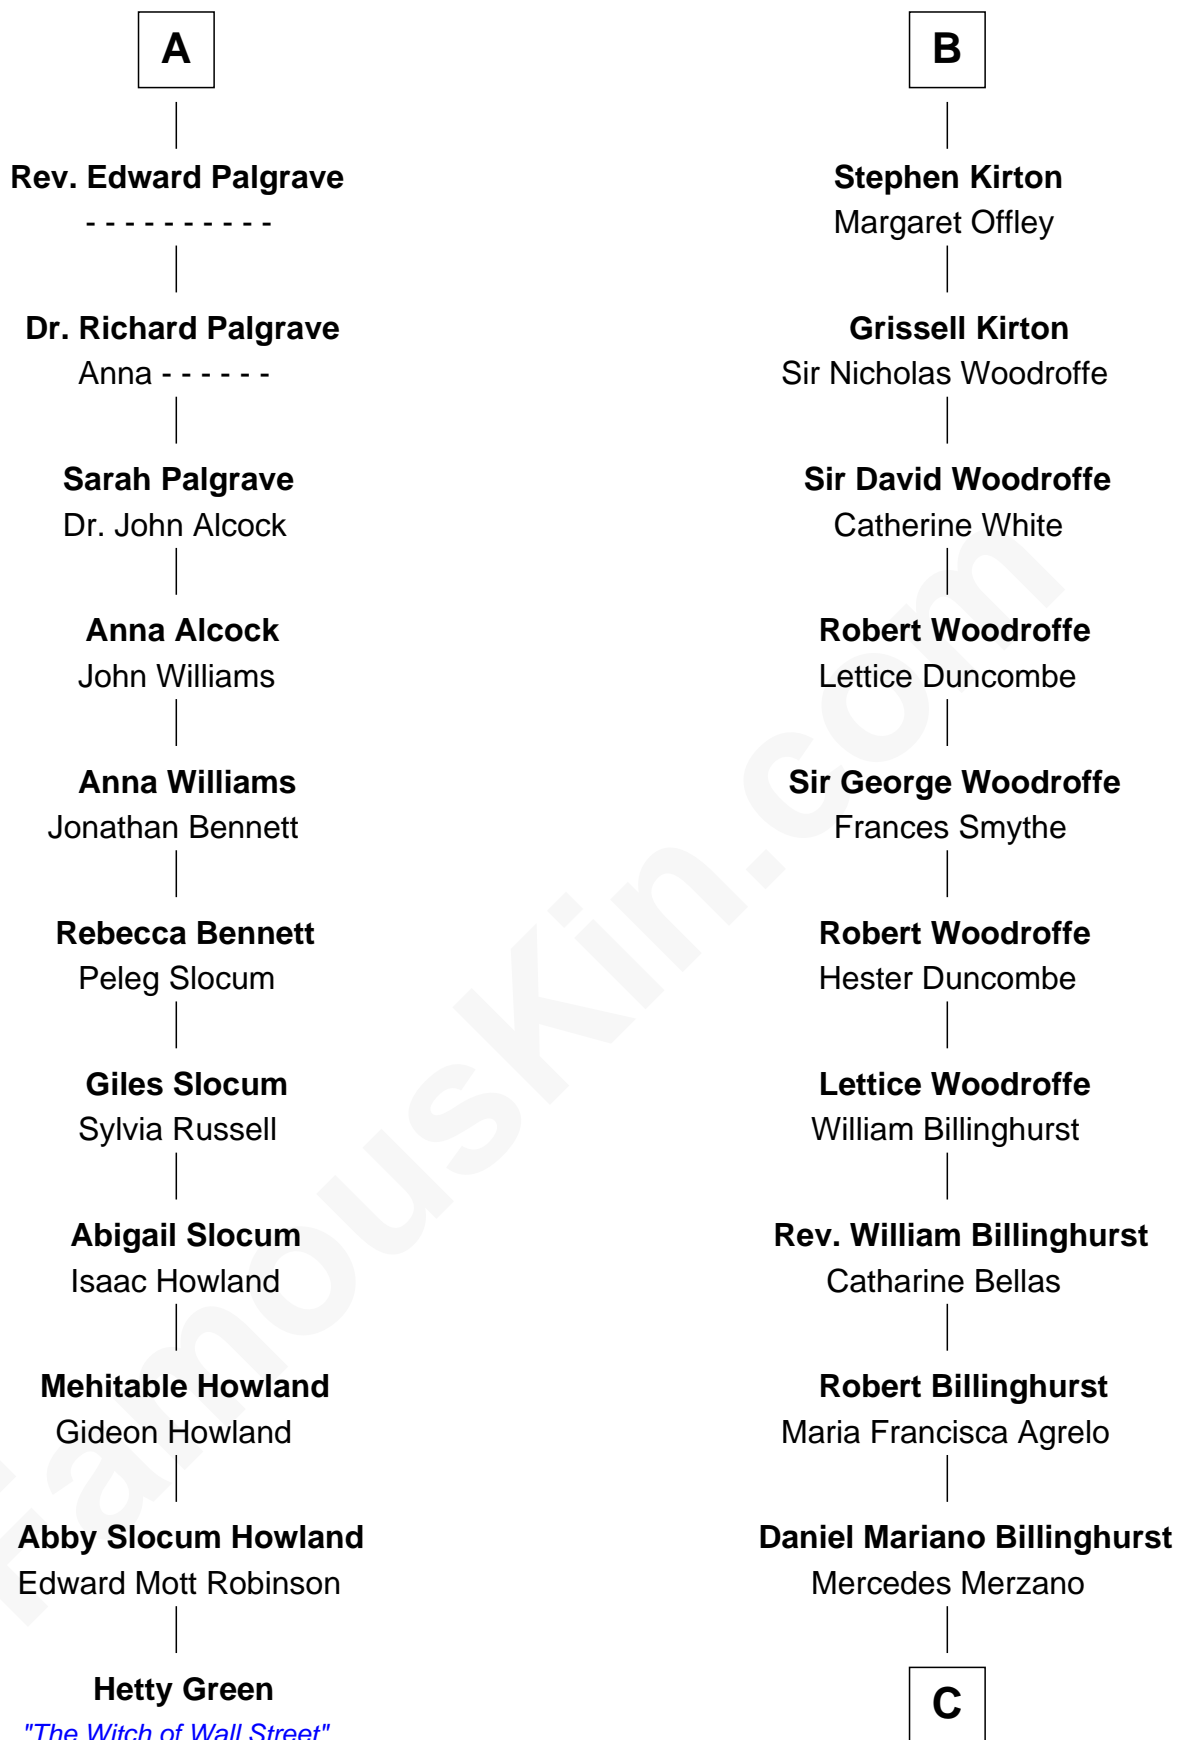 A
Rev. Edward Palgrave
- - - - - - - - - -
Dr. Richard Palgrave
Anna - - - - - -
Sarah Palgrave
Dr. John Alcock
Anna Alcock
John Williams
Anna Williams
Jonathan Bennett
Rebecca Bennett
Peleg Slocum
Giles Slocum
Sylvia Russell
Abigail Slocum
Isaac Howland
Mehitable Howland
Gideon Howland
Abby Slocum Howland
Edward Mott Robinson
Hetty Green
"The Witch of Wall Street"
B
Stephen Kirton
Margaret Offley
Grissell Kirton
Sir Nicholas Woodroffe
Sir David Woodroffe
Catherine White
Robert Woodroffe
Lettice Duncombe
Sir George Woodroffe
Frances Smythe
Robert Woodroffe
Hester Duncombe
Lettice Woodroffe
William Billinghurst
Rev. William Billinghurst
Catharine Bellas
Robert Billinghurst
Maria Francisca Agrelo
Daniel Mariano Billinghurst
Mercedes Merzano
C
FamousKin.com